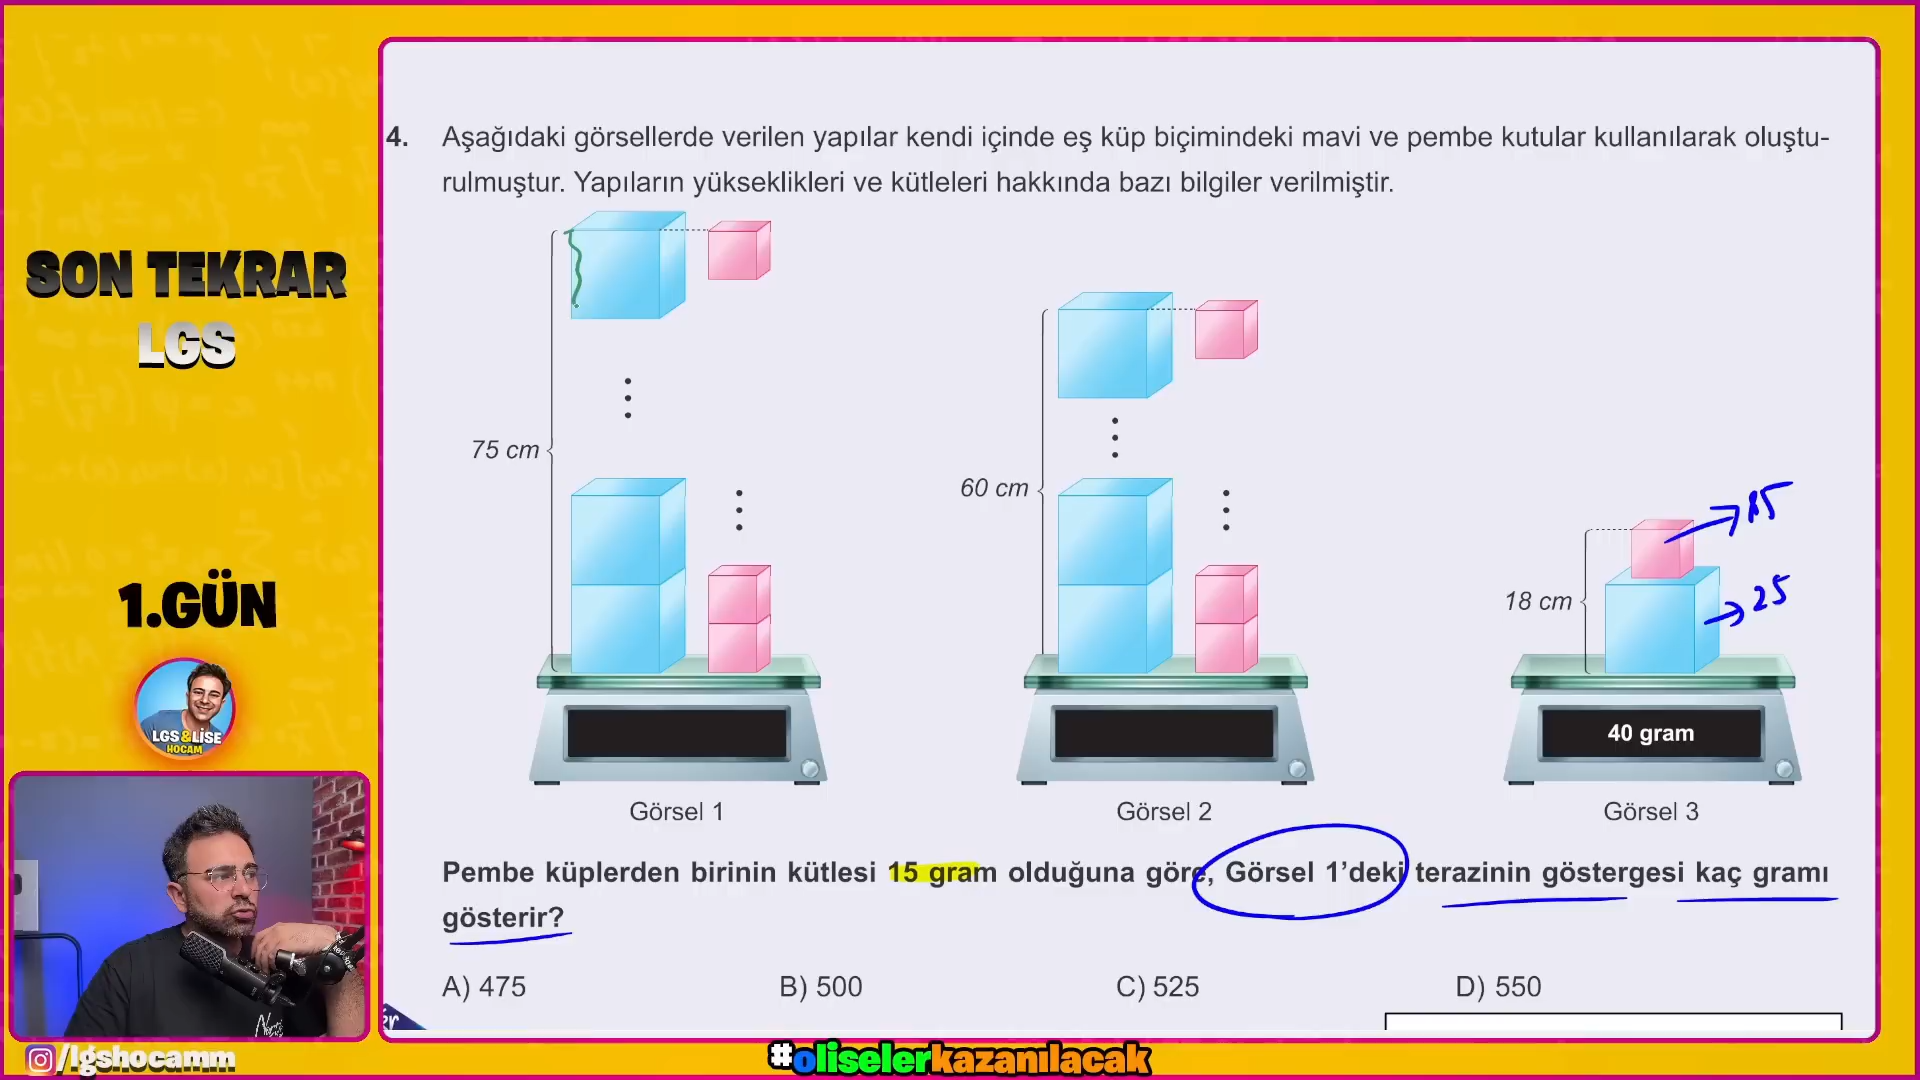 SON TEKRAR
LGS
1.GÜN
LGS&LİSE
HOCAM
/lgshocamm
4. Aşağıdaki görsellerde verilen yapılar kendi içinde eş küp biçimindeki mavi ve pembe kutular kullanılarak oluştu-
rulmuştur. Yapıların yükseklikleri ve kütleleri hakkında bazı bilgiler verilmiştir.
75 cm
60 cm
18 cm
15
25
40 gram
Görsel 1
Görsel 2
Görsel 3
Pembe küplerden birinin kütlesi 15 gram olduğuna göre, Görsel 1'deki terazinin göstergesi kaç gramı
gösterir?
A) 475
B) 500
C) 525
D) 550
#oliselerkazanılacak